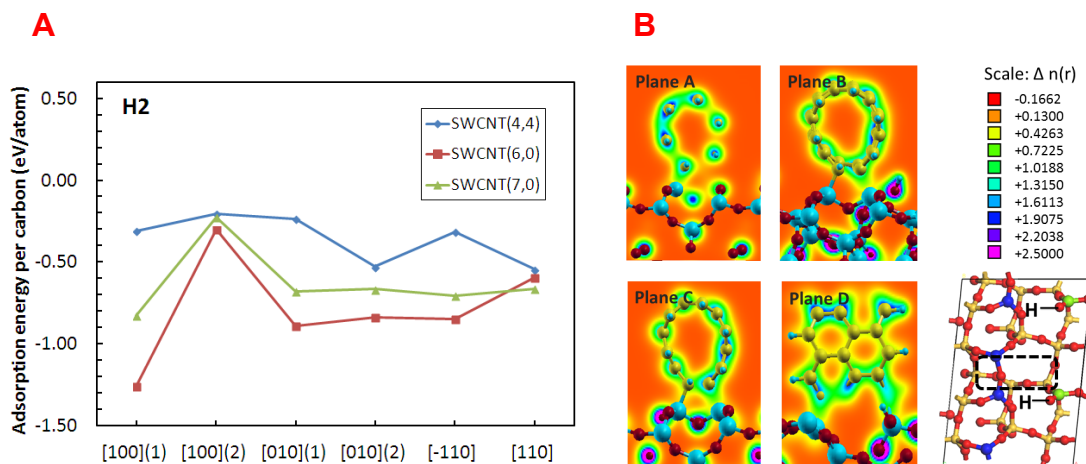 A
B
Adsorption energy per carbon (eV/atom)
0.50
0.00
-0.50
-1.00
-1.50
H2
SWCNT(4,4)
SWCNT(6,0)
SWCNT(7,0)
[100](1)
[100](2)
[010](1)
[010](2)
[-110]
[110]
Plane A
Plane B
Plane C
Plane D
Scale: Δ n(r)
-0.1662
+0.1300
+0.4263
+0.7225
+1.0188
+1.3150
+1.6113
+1.9075
+2.2038
+2.5000
H
H